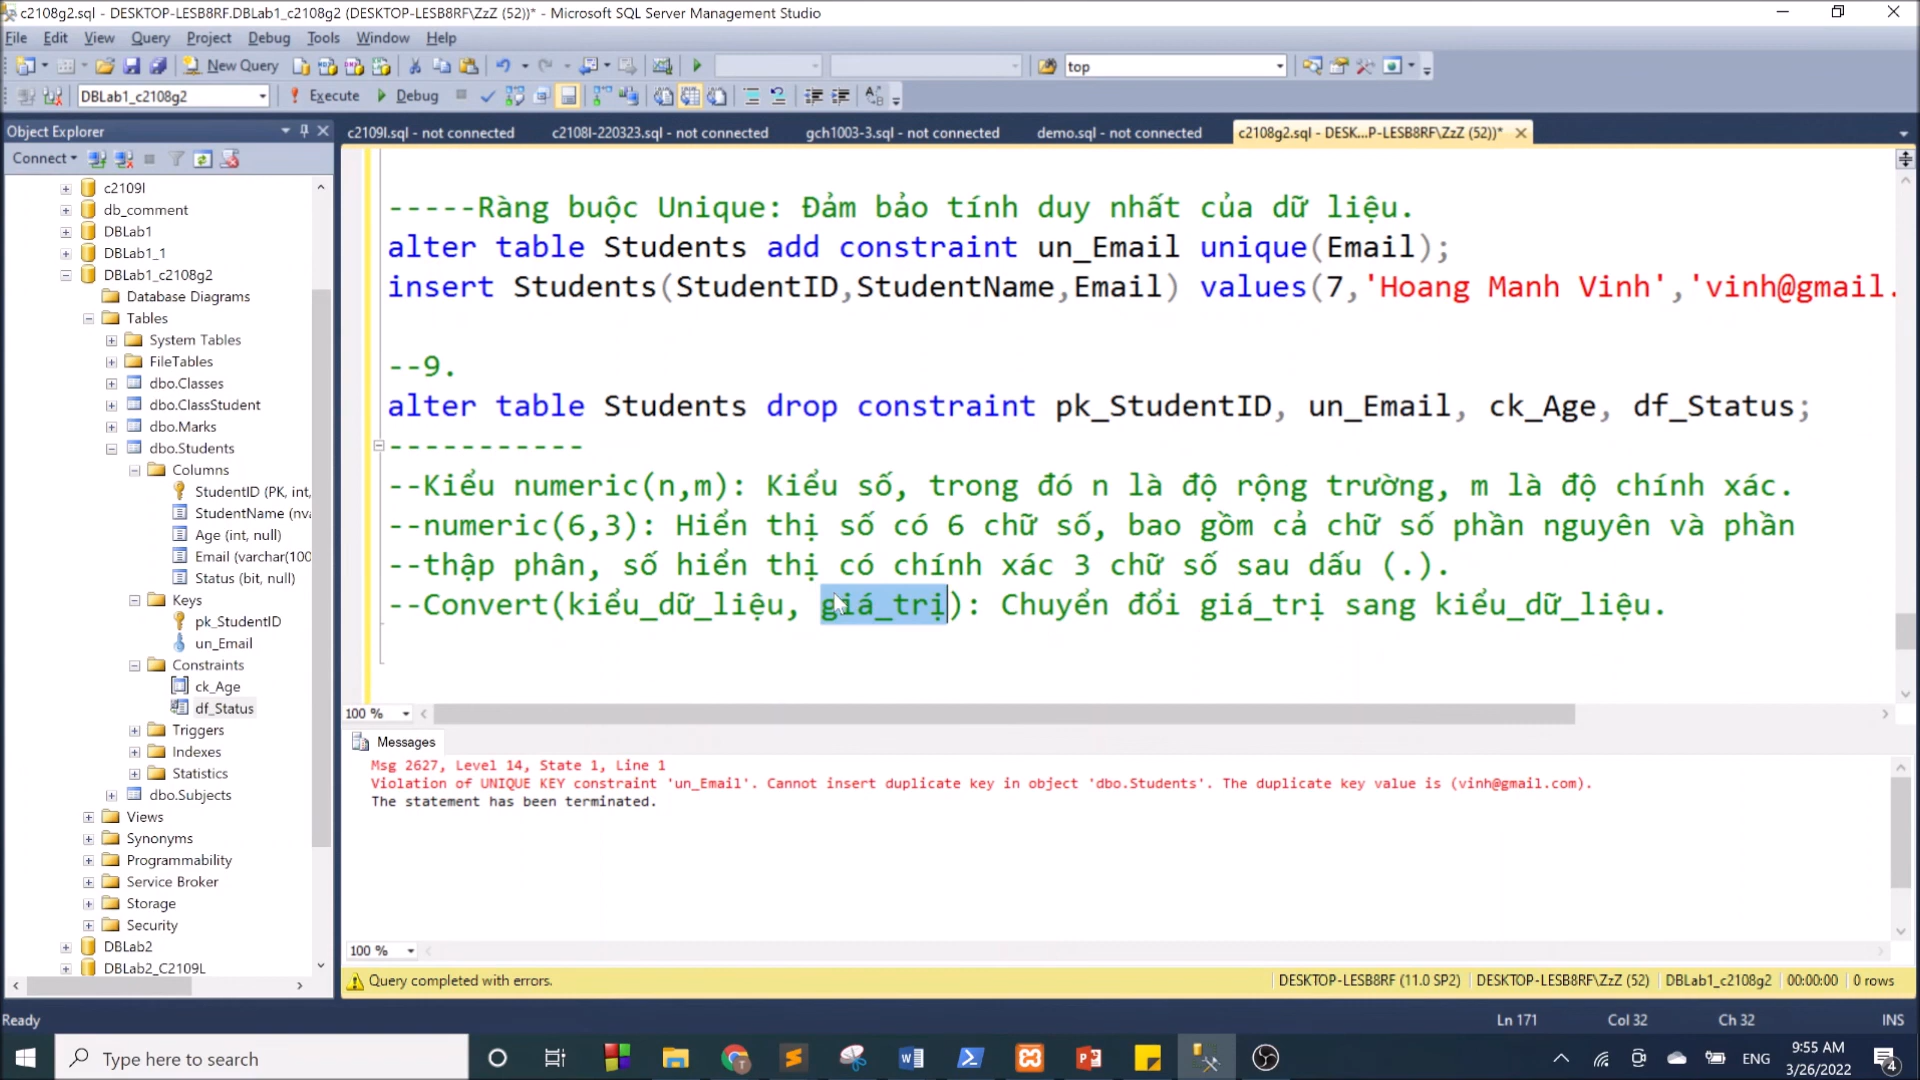 c2108g2.sql - DESKTOP-LESB8RF.DBLab1_c2108g2 (DESKTOP-LESB8RF\ZzZ (52))* - Microsoft SQL Server Management Studio
File Edit View Query Project Debug Tools Window Help
New Query top
DBLab1_c2108g2 Execute Debug
Object Explorer
c2109l.sql - not connected c2108l-220323.sql - not connected gch1003-3.sql - not connected demo.sql - not connected c2108g2.sql - DESK...P-LESB8RF\ZzZ (52))*
Connect
c2109l
db_comment
DBLab1
DBLab1_1
DBLab1_c2108g2
Database Diagrams
Tables
System Tables
FileTables
dbo.Classes
dbo.ClassStudent
dbo.Marks
dbo.Students
Columns
StudentID (PK, int,
StudentName (nva
Age (int, null)
Email (varchar(100
Status (bit, null)
Keys
pk_StudentID
un_Email
Constraints
ck_Age
df_Status
Triggers
Indexes
Statistics
dbo.Subjects
Views
Synonyms
Programmability
Service Broker
Storage
Security
DBLab2
DBLab2_C2109L
-----Ràng buộc Unique: Đảm bảo tính duy nhất của dữ liệu.
alter table Students add constraint un_Email unique(Email);
insert Students(StudentID,StudentName,Email) values(7,'Hoang Manh Vinh','vinh@gmail.
--9.
alter table Students drop constraint pk_StudentID, un_Email, ck_Age, df_Status;
-----------
--Kiểu numeric(n,m): Kiểu số, trong đó n là độ rộng trường, m là độ chính xác.
--numeric(6,3): Hiển thị số có 6 chữ số, bao gồm cả chữ số phần nguyên và phần
--thập phân, số hiển thị có chính xác 3 chữ số sau dấu (.).
--Convert(kiểu_dữ_liệu, giá_trị): Chuyển đổi giá_trị sang kiểu_dữ_liệu.
100 %
Messages
Msg 2627, Level 14, State 1, Line 1
Violation of UNIQUE KEY constraint 'un_Email'. Cannot insert duplicate key in object 'dbo.Students'. The duplicate key value is (vinh@gmail.com).
The statement has been terminated.
100 %
Query completed with errors. DESKTOP-LESB8RF (11.0 SP2) DESKTOP-LESB8RF\ZzZ (52) DBLab1_c2108g2 00:00:00 0 rows
Ready Ln 171 Col 32 Ch 32 INS
Type here to search ENG 9:55 AM
3/26/2022 4